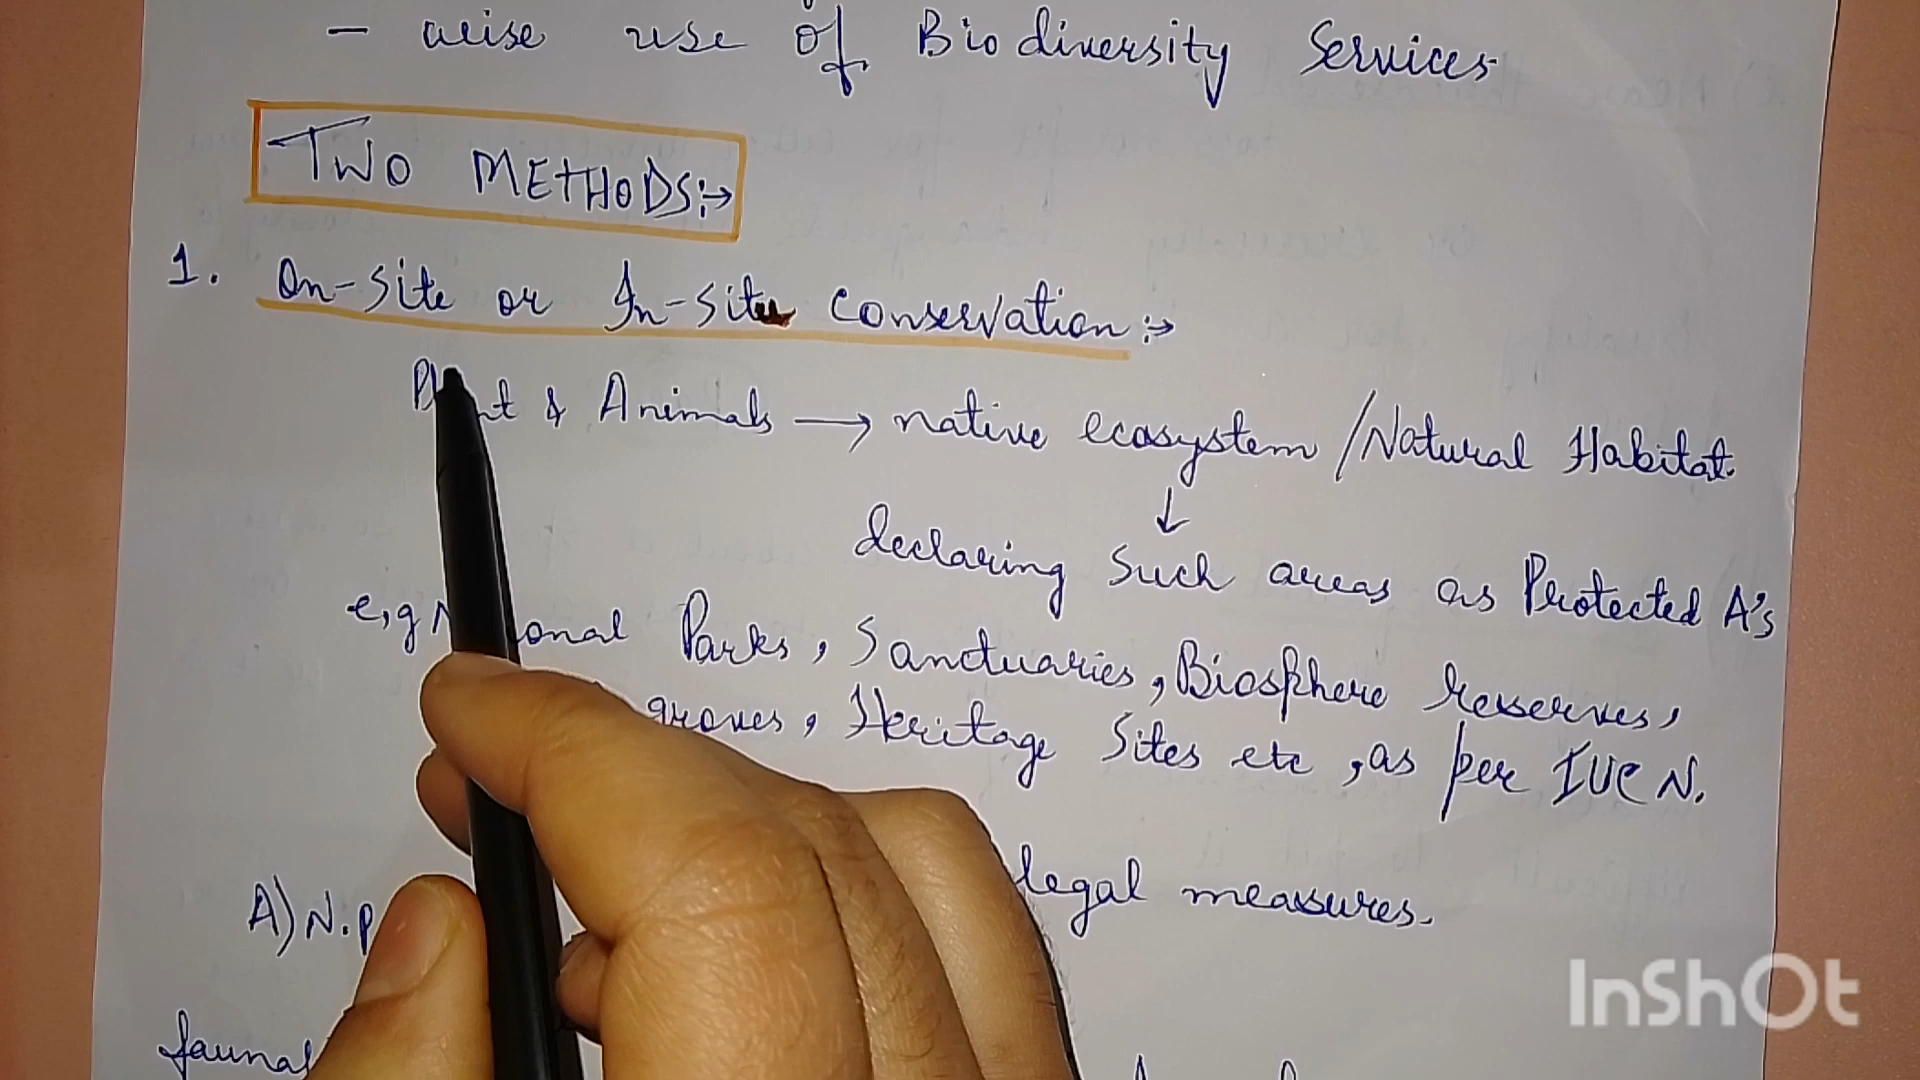 - wise use of Biodiversity Services
TWO METHODS:→
1. On-site or In-situ Conservation:→
& Animals → native ecosystem / Natural Habitat.
↓
declaring such areas as Protected A's
e,g Parks, Sanctuaries, Biosphere Reserves,
groves, Heritage Sites etc, as per IUCN.
A) N.P legal measures.
faunal
InShOt